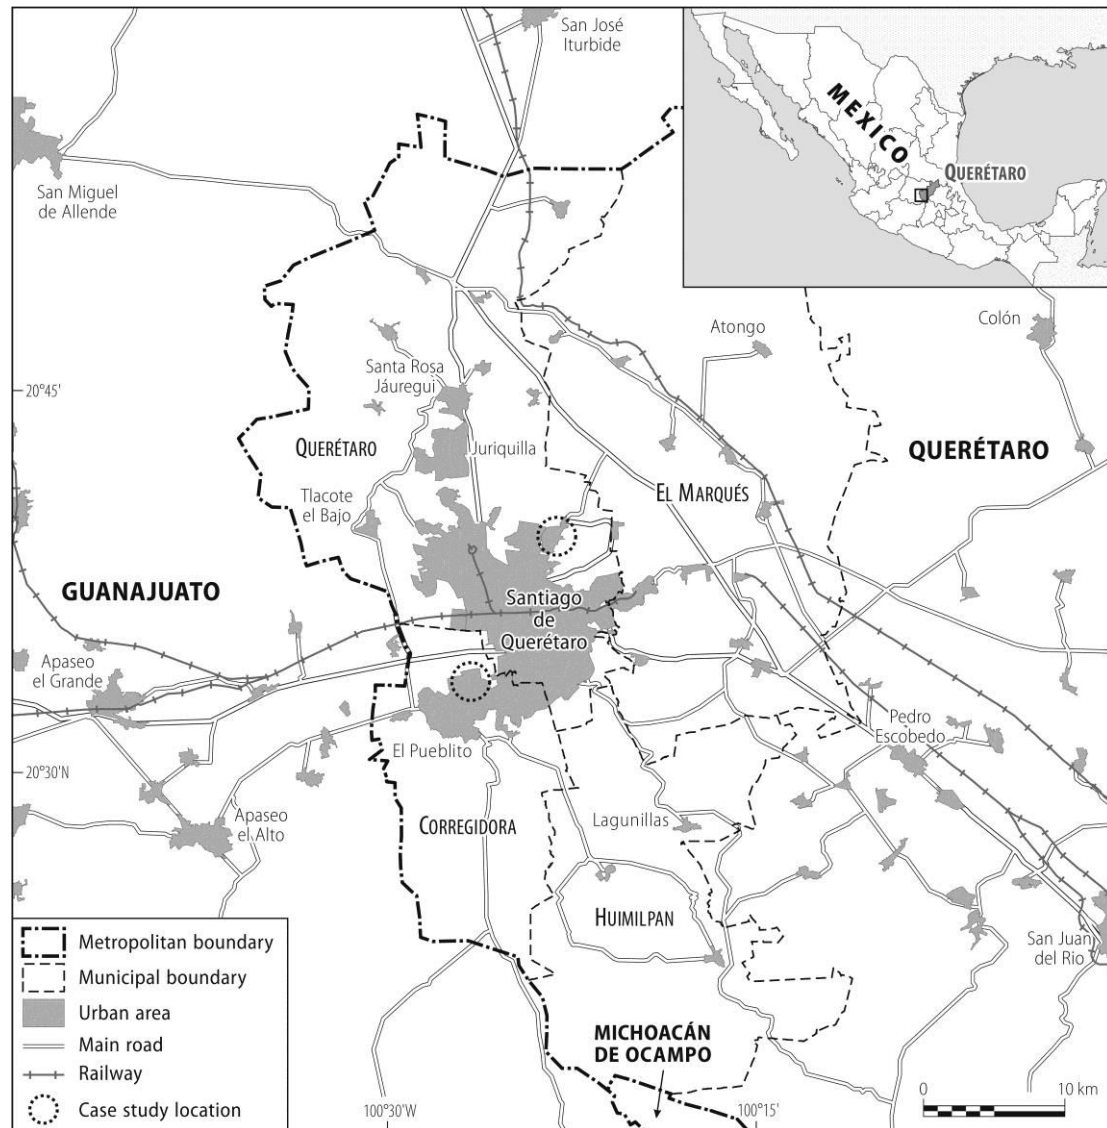 San José
Iturbide
MEXICO
QUERÉTARO
San Miguel
de Allende
Colón
Atongo
20°45'
Santa Rosa
Jáuregui
QUERÉTARO
Juriquilla
QUERÉTARO
Tlacote
el Bajo
EL MARQUÉS
GUANAJUATO
Santiago
de
Querétaro
Apaseo
el Grande
Pedro
Escobedo
El Pueblito
20°30'N
Apaseo
el Alto
CORREGIDORA
Lagunillas
HUIMILPAN
San Juan
del Rio
Metropolitan boundary
Municipal boundary
Urban area
Main road
Railway
Case study location
MICHOACÁN
DE OCAMPO
0 10 km
100°30'W
100°15'